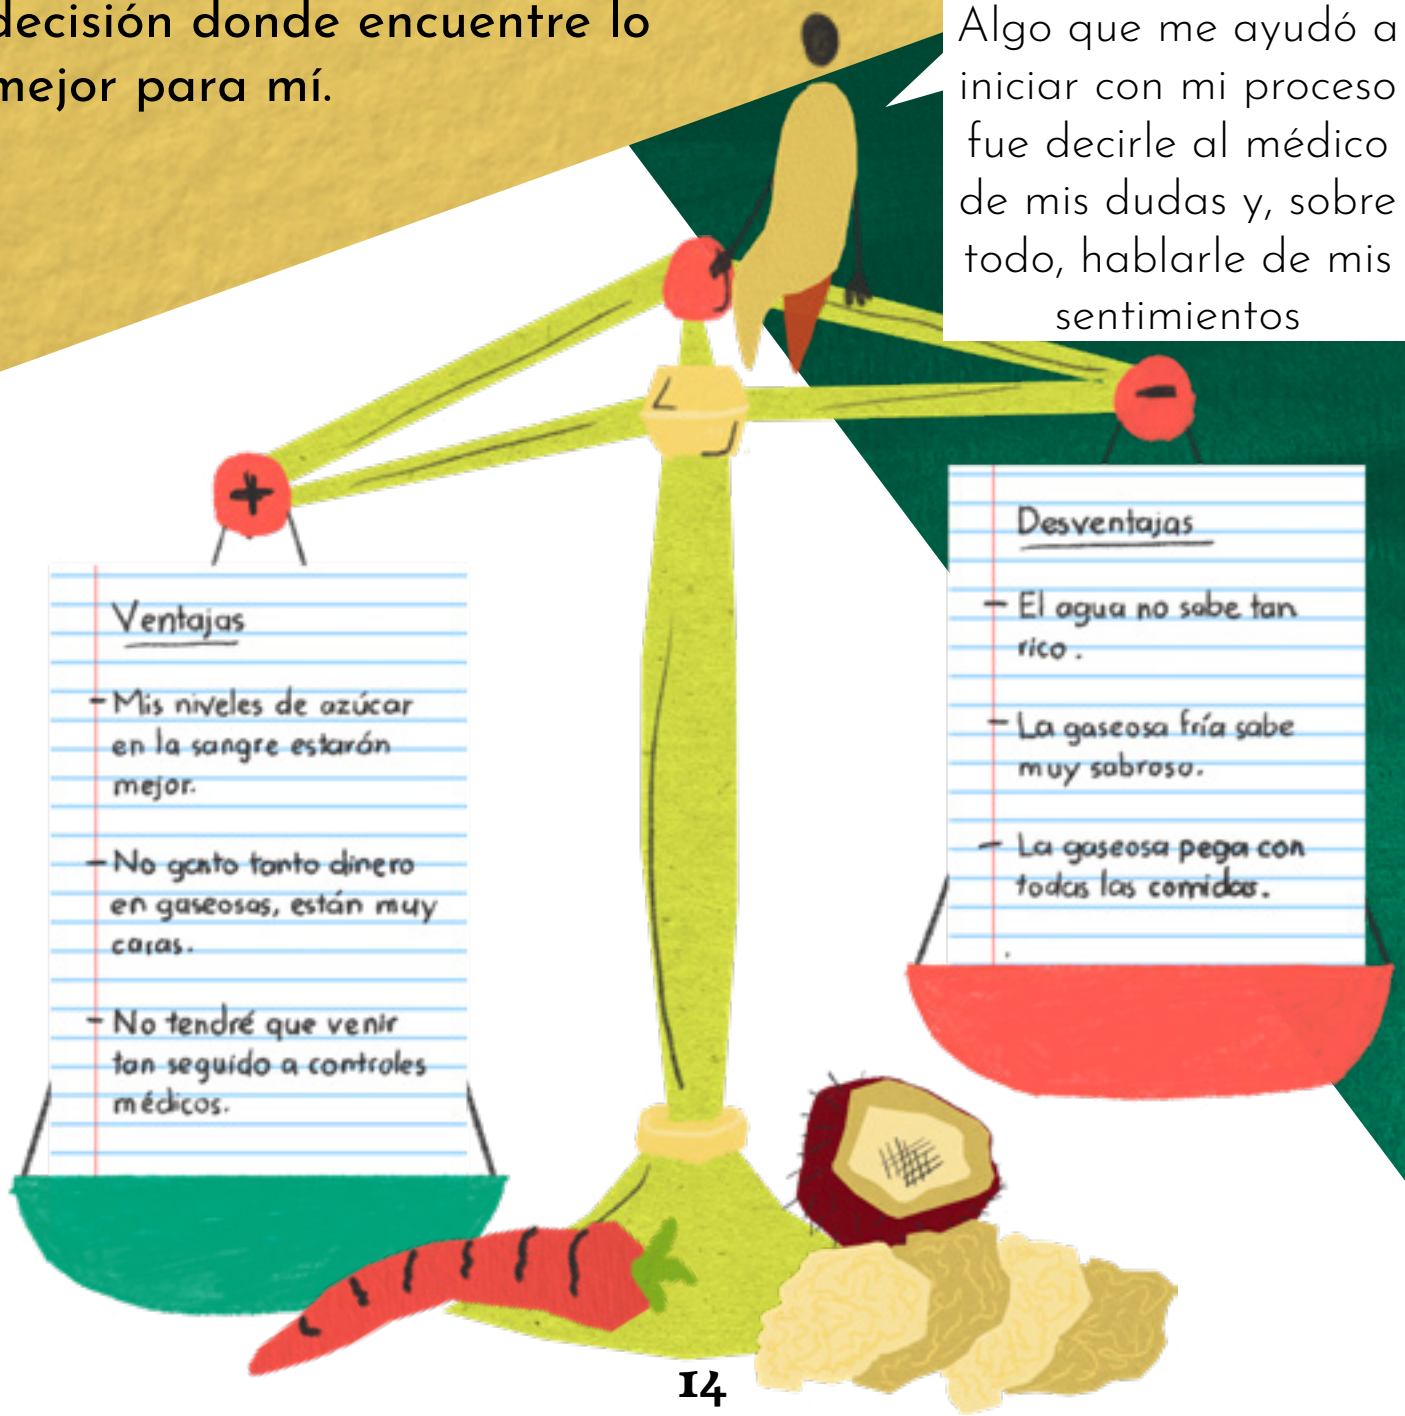 decisión donde encuentre lo
mejor para mí.
Algo que me ayudó a
iniciar con mi proceso
fue decirle al médico
de mis dudas y, sobre
todo, hablarle de mis
sentimientos
+
-
Ventajas
- Mis niveles de azúcar
en la sangre estarán
mejor.
- No gasto tanto dinero
en gaseosas, están muy
caras.
- No tendré que venir
tan seguido a controles
médicos.
Desventajas
- El agua no sabe tan
rico.
- La gaseosa fría sabe
muy sabroso.
- La gaseosa pega con
todas las comidas.
14